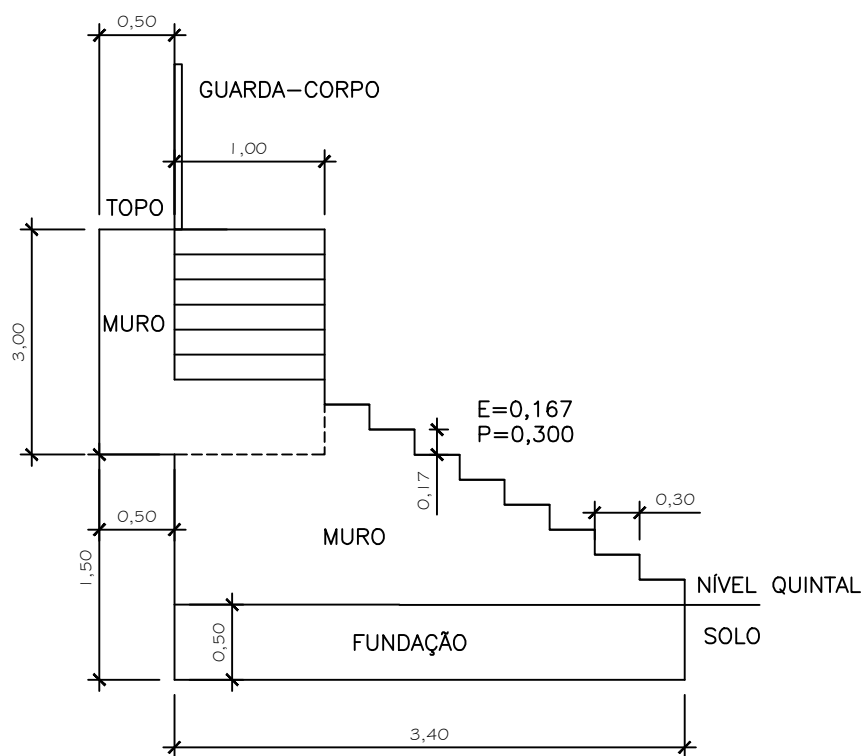 0,50
GUARDA-CORPO
1,00
TOPO
MURO
3,00
E=0,167
P=0,300
0,17
0,30
0,50
MURO
1,50
NÍVEL QUINTAL
0,50
FUNDAÇÃO
SOLO
3,40